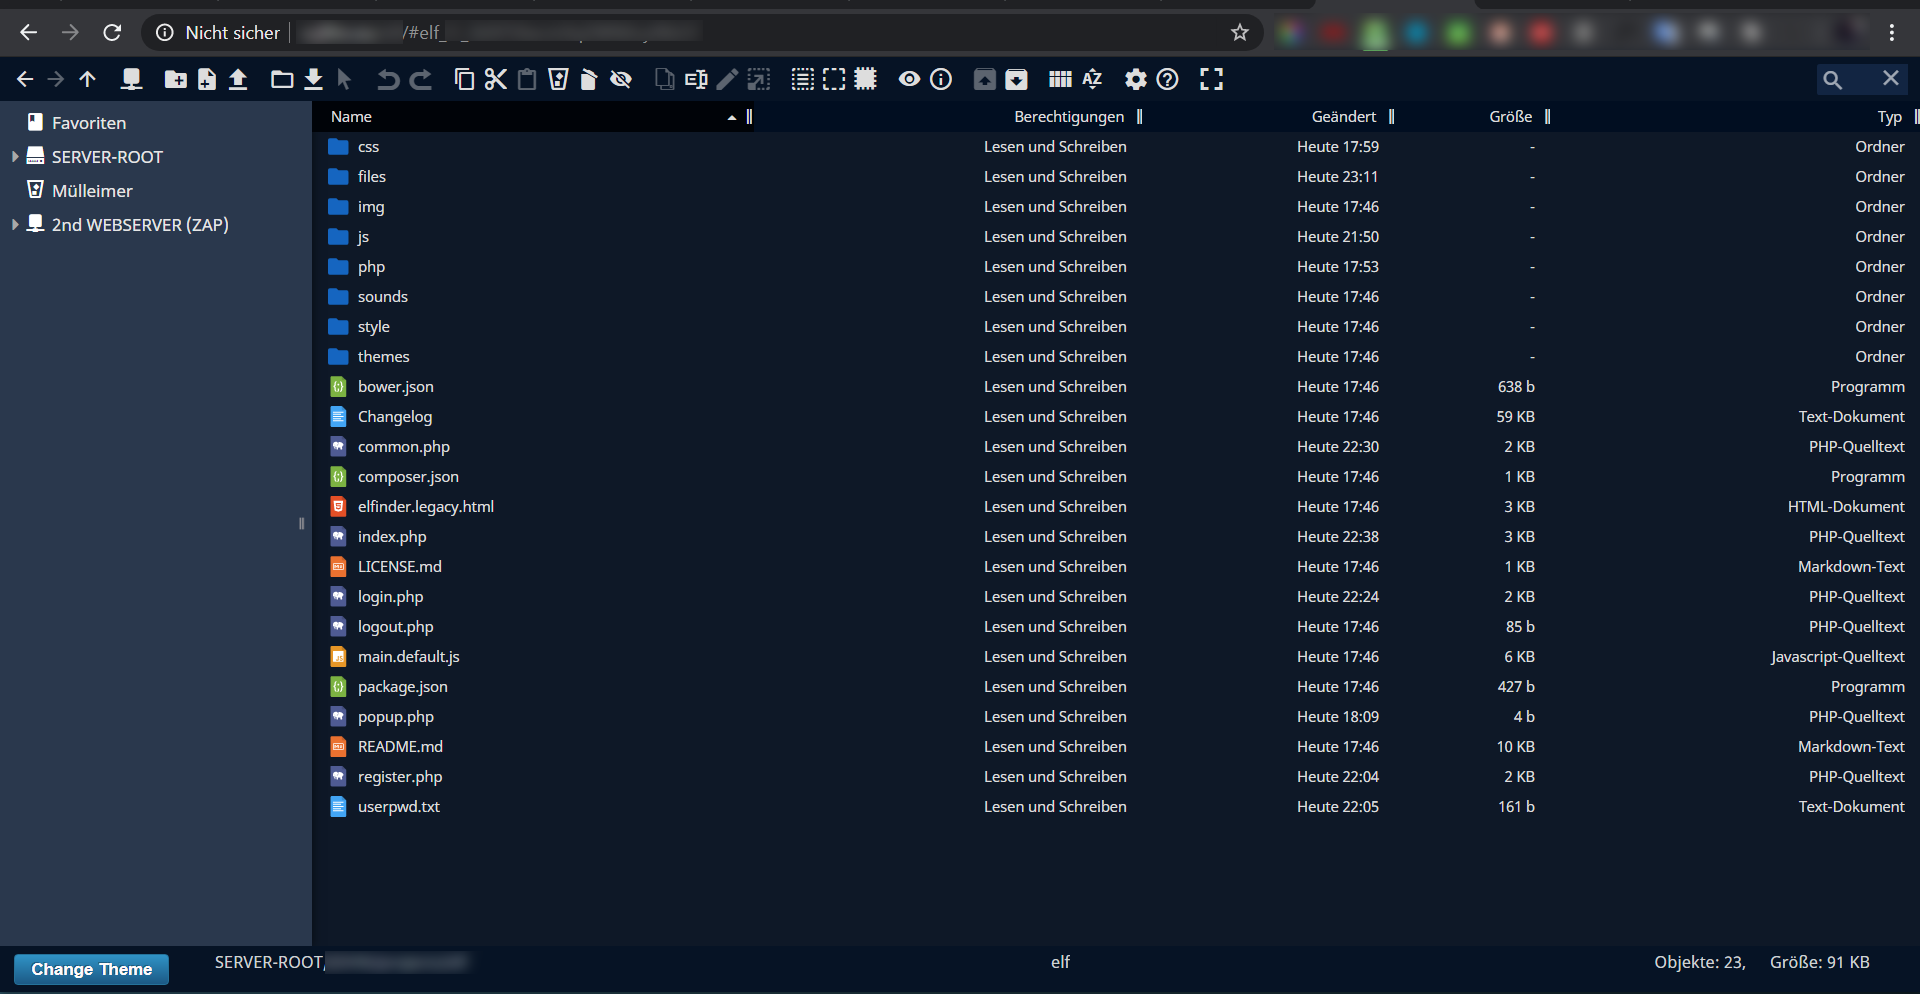 Nicht sicher /#elf_
Favoriten
SERVER-ROOT
Mülleimer
2nd WEBSERVER (ZAP)
Name Berechtigungen Geändert Größe Typ
css Lesen und Schreiben Heute 17:59 - Ordner
files Lesen und Schreiben Heute 23:11 - Ordner
img Lesen und Schreiben Heute 17:46 - Ordner
js Lesen und Schreiben Heute 21:50 - Ordner
php Lesen und Schreiben Heute 17:53 - Ordner
sounds Lesen und Schreiben Heute 17:46 - Ordner
style Lesen und Schreiben Heute 17:46 - Ordner
themes Lesen und Schreiben Heute 17:46 - Ordner
bower.json Lesen und Schreiben Heute 17:46 638 b Programm
Changelog Lesen und Schreiben Heute 17:46 59 KB Text-Dokument
common.php Lesen und Schreiben Heute 22:30 2 KB PHP-Quelltext
composer.json Lesen und Schreiben Heute 17:46 1 KB Programm
elfinder.legacy.html Lesen und Schreiben Heute 17:46 3 KB HTML-Dokument
index.php Lesen und Schreiben Heute 22:38 3 KB PHP-Quelltext
LICENSE.md Lesen und Schreiben Heute 17:46 1 KB Markdown-Text
login.php Lesen und Schreiben Heute 22:24 2 KB PHP-Quelltext
logout.php Lesen und Schreiben Heute 17:46 85 b PHP-Quelltext
main.default.js Lesen und Schreiben Heute 17:46 6 KB Javascript-Quelltext
package.json Lesen und Schreiben Heute 17:46 427 b Programm
popup.php Lesen und Schreiben Heute 18:09 4 b PHP-Quelltext
README.md Lesen und Schreiben Heute 17:46 10 KB Markdown-Text
register.php Lesen und Schreiben Heute 22:04 2 KB PHP-Quelltext
userpwd.txt Lesen und Schreiben Heute 22:05 161 b Text-Dokument
Change Theme SERVER-ROOT/ elf Objekte: 23, Größe: 91 KB